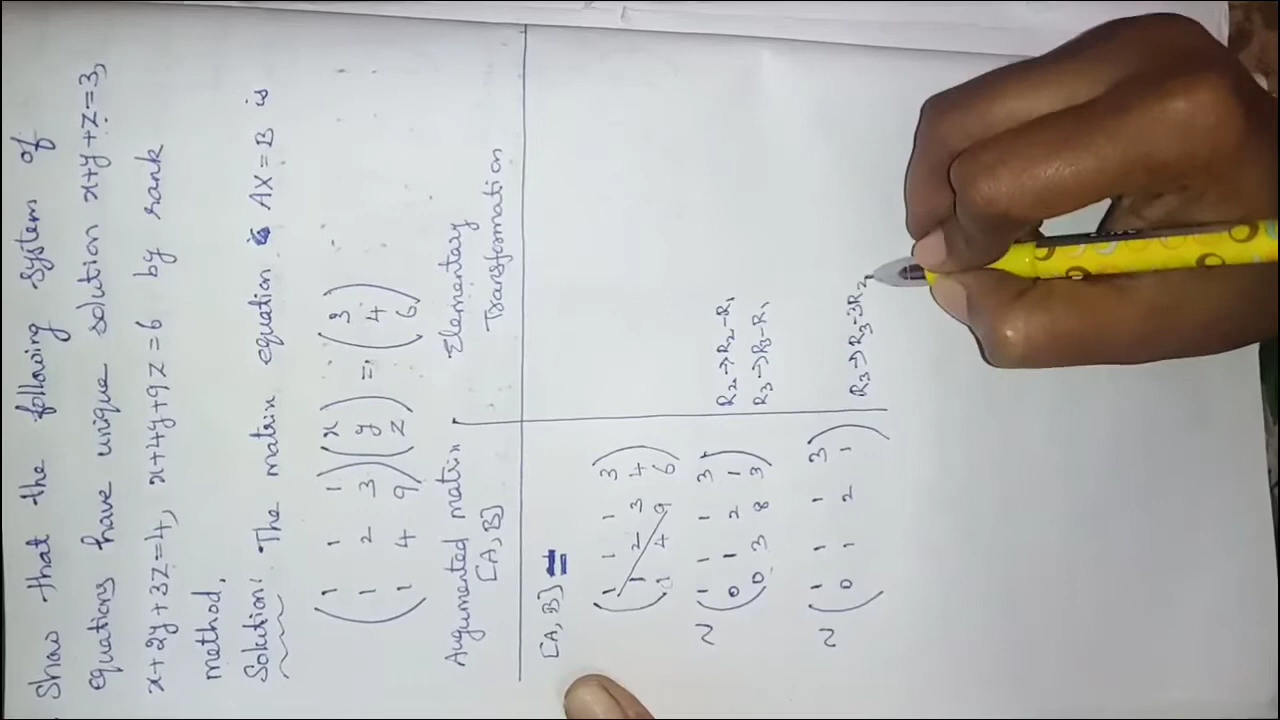 Show that the following system of
equations have unique solution x+y+z=3,
x+2y+3z=4, x+4y+9z=6 by rank
method.
Solution: The matrix equation is AX=B is
(1 1 1) (x) = (3)
(1 2 3) (y) (4)
(1 4 9) (z) (6)
Augumented matrix Elementary
[A,B] Transformation
[A,B] =
(1 1 1 3)
(1 2 3 4)
(1 4 9 6)
~ (1 1 1 3)
(0 1 2 1) R2→R2-R1
(0 3 8 3) R3→R3-R1
~ (1 1 1 3)
(0 1 2 1) R3→R3-3R2